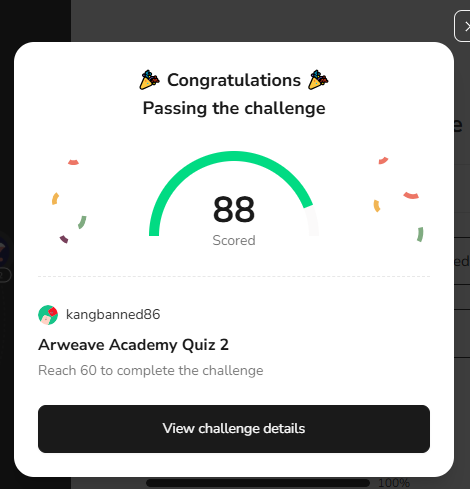 Congratulations
Passing the challenge
88
Scored
kangbanned86
Arweave Academy Quiz 2
Reach 60 to complete the challenge
View challenge details
100%